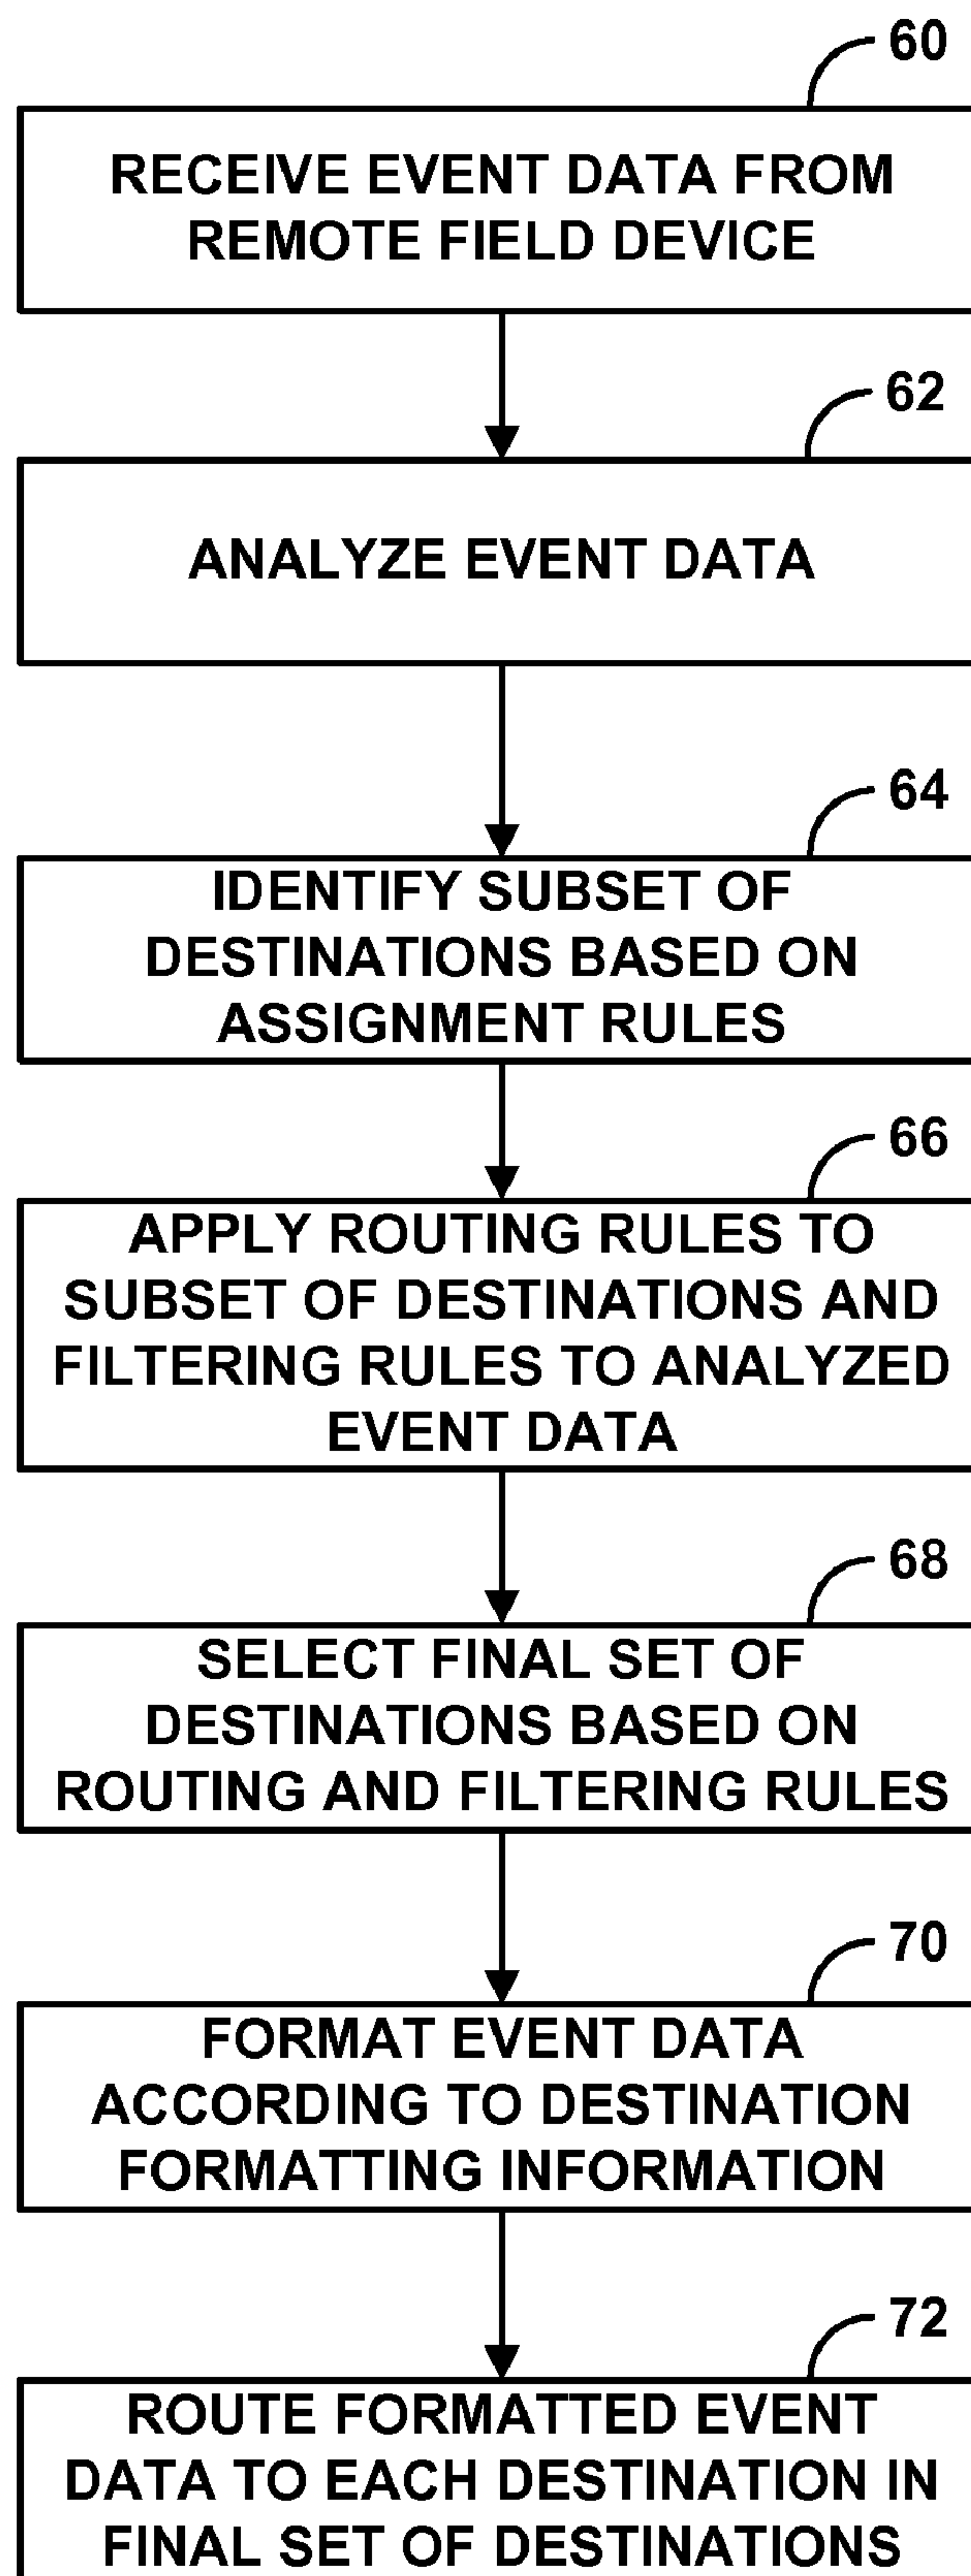 60
RECEIVE EVENT DATA FROM
REMOTE FIELD DEVICE
62
ANALYZE EVENT DATA
64
IDENTIFY SUBSET OF
DESTINATIONS BASED ON
ASSIGNMENT RULES
66
APPLY ROUTING RULES TO
SUBSET OF DESTINATIONS AND
FILTERING RULES TO ANALYZED
EVENT DATA
68
SELECT FINAL SET OF
DESTINATIONS BASED ON
ROUTING AND FILTERING RULES
70
FORMAT EVENT DATA
ACCORDING TO DESTINATION
FORMATTING INFORMATION
72
ROUTE FORMATTED EVENT
DATA TO EACH DESTINATION IN
FINAL SET OF DESTINATIONS